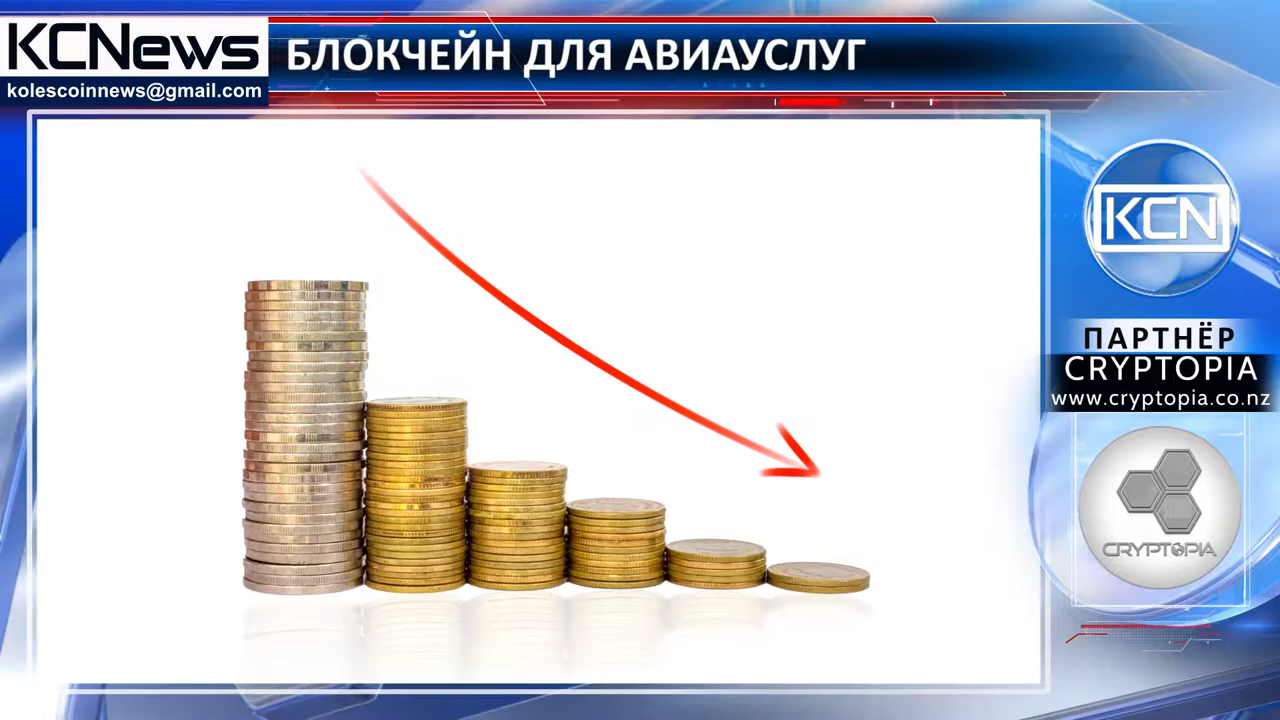 KCNews
kolescoinnews@gmail.com
БЛОКЧЕЙН ДЛЯ АВИАУСЛУГ
KCN
ПАРТНЁР
CRYPTOPIA
www.cryptopia.co.nz
CRYPTOPIA